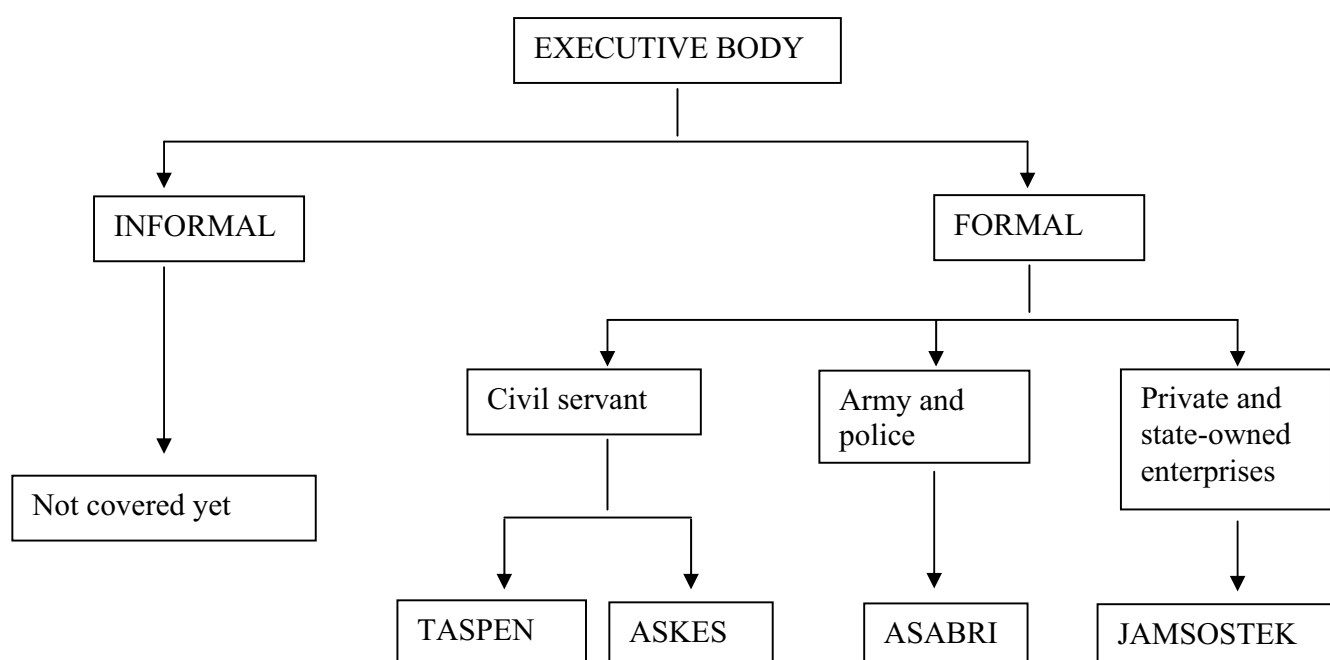 EXECUTIVE BODY
INFORMAL
FORMAL
Civil servant
Army and
police
Private and
state-owned
enterprises
Not covered yet
TASPEN
ASKES
ASABRI
JAMSOSTEK